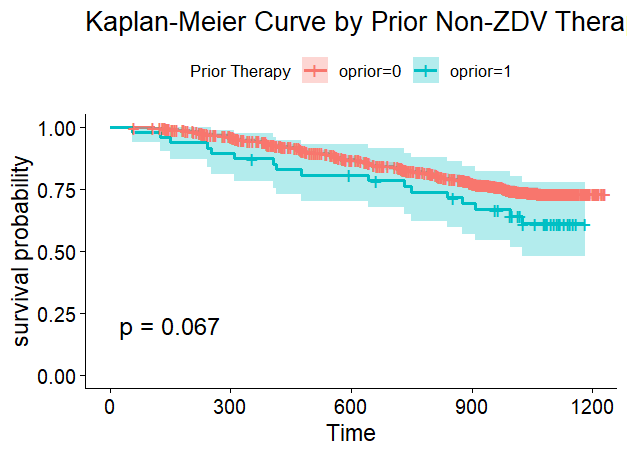 Kaplan-Meier Curve by Prior Non-ZDV Thera
Prior Therapy oprior=0 oprior=1
1.00
0.75
0.50
0.25
0.00
survival probability
p = 0.067
0 300 600 900 1200
Time